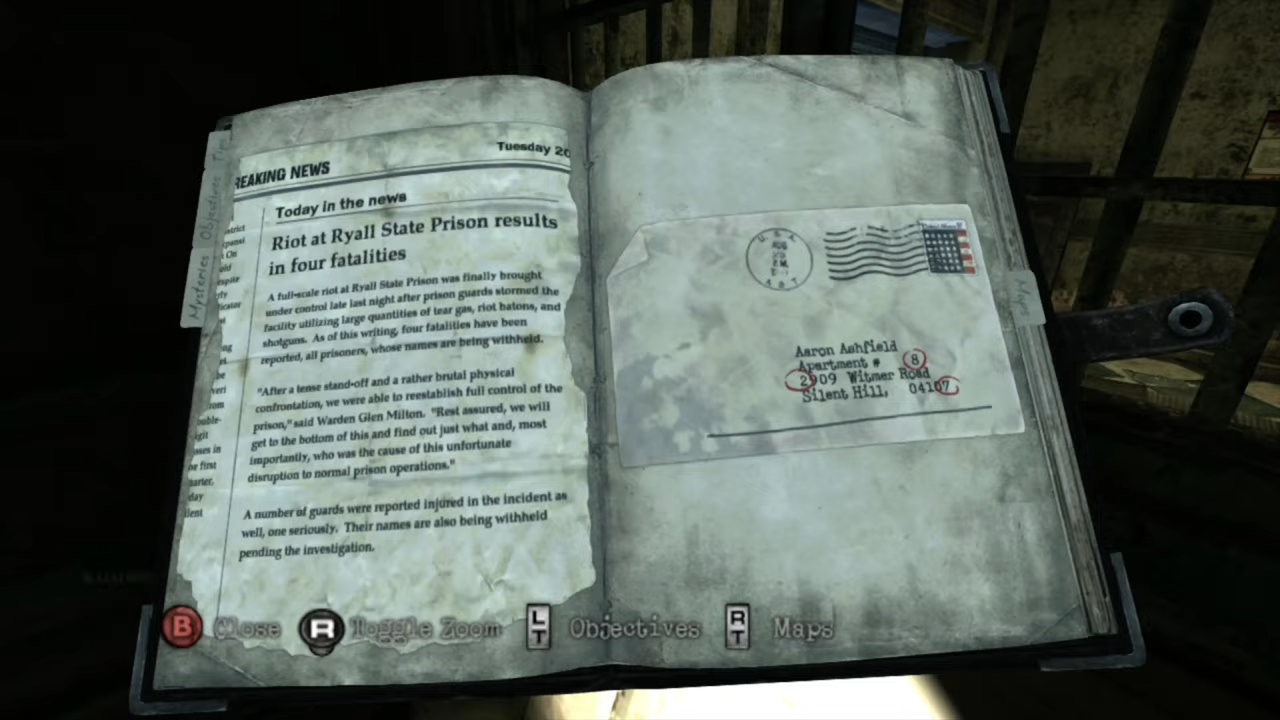 REAKING NEWS
Tuesday 20
Today in the news
Riot at Ryall State Prison results
in four fatalities
A full-scale riot at Ryall State Prison was finally brought
under control late last night after prison guards stormed the
facility utilizing large quantities of tear gas, riot batons, and
shotguns. As of this writing, four fatalities have been
reported, all prisoners, whose names are being withheld.
"After a tense stand-off and a rather brutal physical
confrontation, we were able to reestablish full control of the
prison," said Warden Glen Milton. "Rest assured, we will
get to the bottom of this and find out just what and, most
importantly, who was the cause of this unfortunate
disruption to normal prison operations."
A number of guards were reported injured in the incident as
well, one seriously. Their names are also being withheld
pending the investigation.
Mysteries
Objectives
Maps
Aaron Ashfield
Apartment # 8
2909 Witmer Road
Silent Hill, 04107
B Close
R Toggle Zoom
LT Objectives
RT Maps